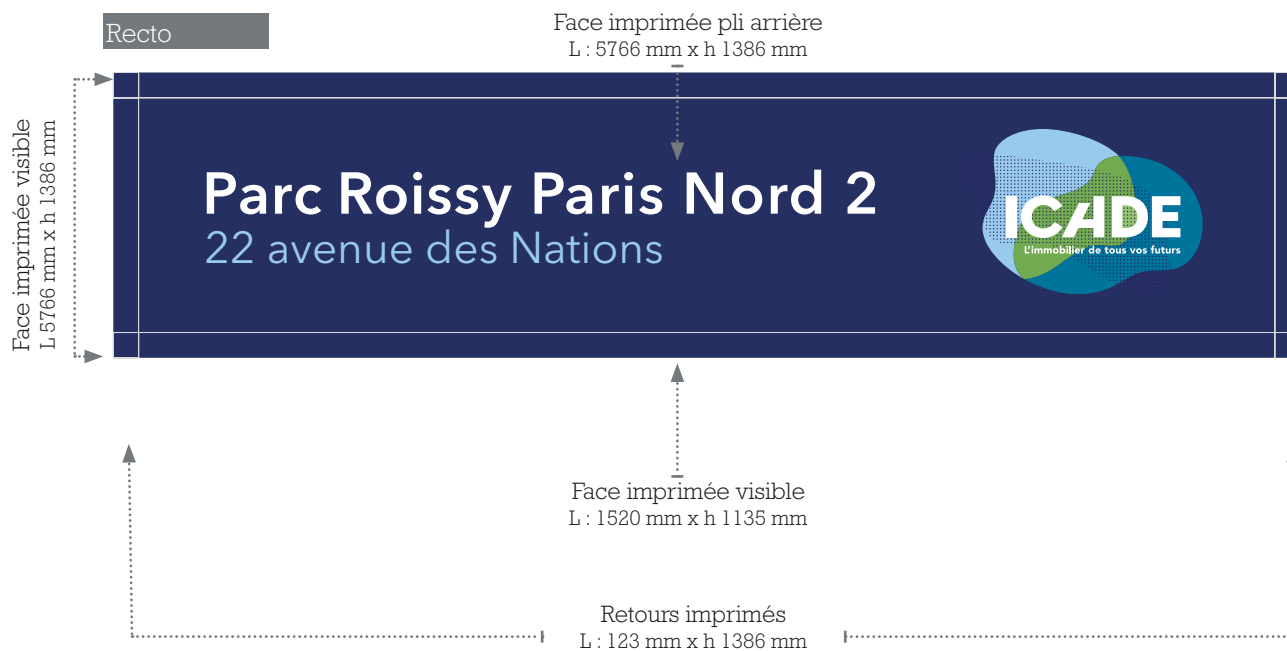 Recto
Face imprimée pli arrière
L : 5766 mm x h 1386 mm
Face imprimée visible
L 5766 mm x h 1386 mm
Parc Roissy Paris Nord 2
22 avenue des Nations
ICADE
L'immobilier de tous vos futurs
Face imprimée visible
L : 1520 mm x h 1135 mm
Retours imprimés
L : 123 mm x h 1386 mm